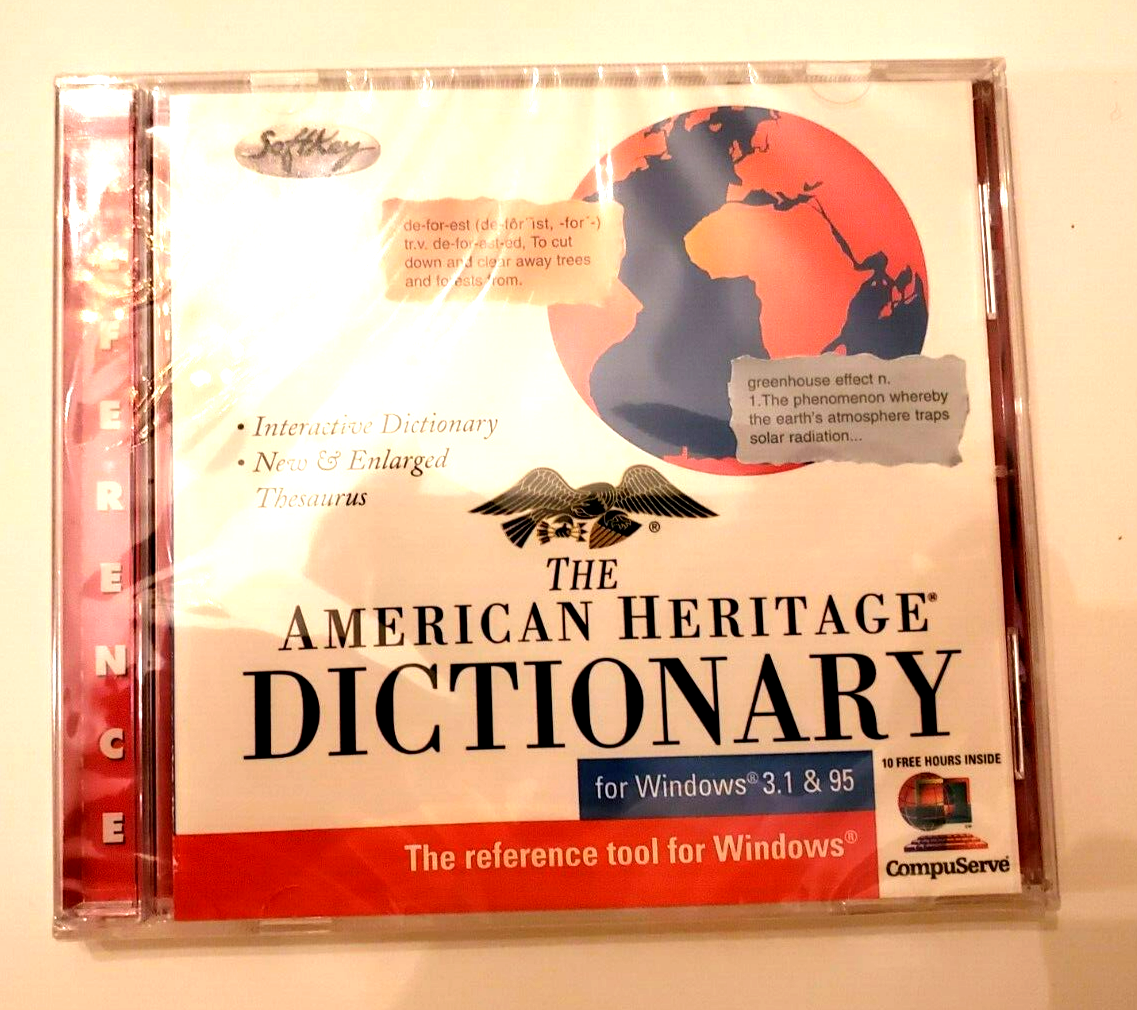 SoftKey
de-for-est (de-fôr´ist, -for´-)
tr.v. de-for-est-ed, To cut
down and clear away trees
and forests from.
greenhouse effect n.
1.The phenomenon whereby
the earth's atmosphere traps
solar radiation...
• Interactive Dictionary
• New & Enlarged
Thesaurus
®
THE
AMERICAN HERITAGE®
DICTIONARY
for Windows® 3.1 & 95
The reference tool for Windows®
10 FREE HOURS INSIDE
CompuServe®
REFERENCE